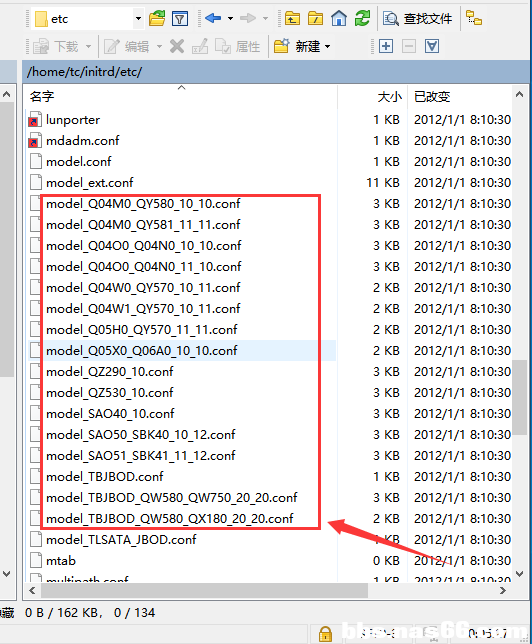 etc 查找文件
下载 编辑 属性 新建
/home/tc/initrd/etc/
名字 大小 已改变
lunporter 1 KB 2012/1/1 8:10:30
mdadm.conf 1 KB 2012/1/1 8:10:30
model.conf 1 KB 2012/1/1 8:10:30
model_ext.conf 11 KB 2012/1/1 8:10:30
model_Q04M0_QY580_10_10.conf 3 KB 2012/1/1 8:10:30
model_Q04M0_QY581_11_11.conf 3 KB 2012/1/1 8:10:30
model_Q04O0_Q04N0_10_10.conf 3 KB 2012/1/1 8:10:30
model_Q04O0_Q04N0_11_10.conf 3 KB 2012/1/1 8:10:30
model_Q04W0_QY570_10_11.conf 2 KB 2012/1/1 8:10:30
model_Q04W1_QY570_10_11.conf 2 KB 2012/1/1 8:10:30
model_Q05H0_QY570_11_11.conf 2 KB 2012/1/1 8:10:30
model_Q05X0_Q06A0_10_10.conf 2 KB 2012/1/1 8:10:30
model_QZ290_10.conf 3 KB 2012/1/1 8:10:30
model_QZ530_10.conf 3 KB 2012/1/1 8:10:30
model_SAO40_10.conf 3 KB 2012/1/1 8:10:30
model_SAO50_SBK40_10_12.conf 3 KB 2012/1/1 8:10:30
model_SAO51_SBK41_11_12.conf 3 KB 2012/1/1 8:10:30
model_TBJBOD.conf 1 KB 2012/1/1 8:10:30
model_TBJBOD_QW580_QW750_20_20.conf 3 KB 2012/1/1 8:10:30
model_TBJBOD_QW580_QX180_20_20.conf 2 KB 2012/1/1 8:10:30
model_TLSATA_JBOD.conf KB 2012/1/1 8:10:30
mtab 0 KB 2012/1/1 8:10:30
multipath.conf 1 KB 2012/1/1 8:10:30
隐藏 0 B / 162 KB, 0 / 134